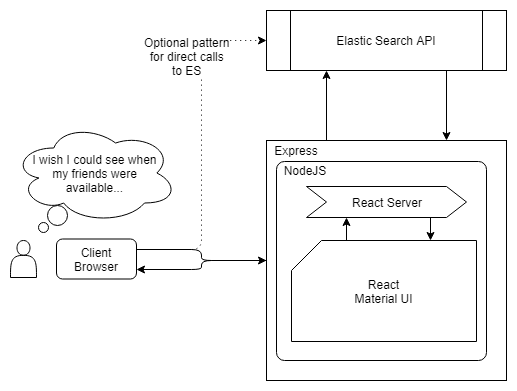 Optional pattern
for direct calls
to ES
Elastic Search API
I wish I could see when
my friends were
available...
Express
NodeJS
React Server
Client
Browser
React
Material UI